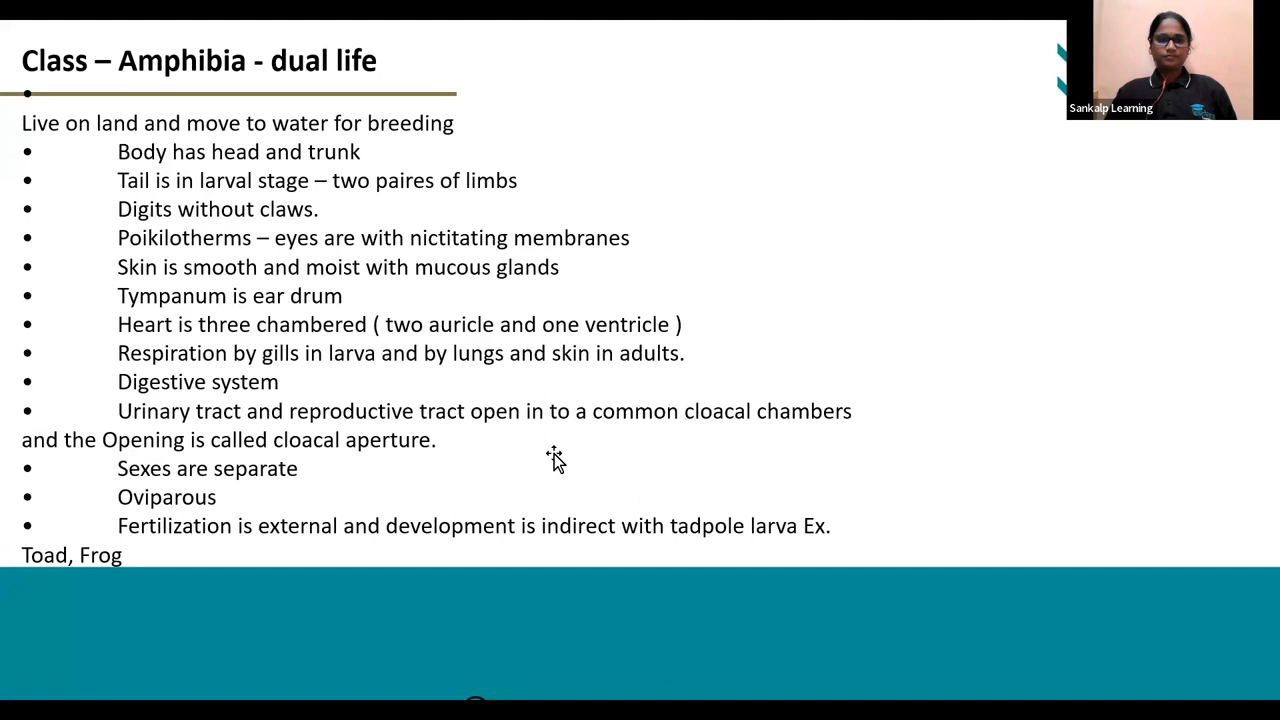 Class – Amphibia - dual life
•
Live on land and move to water for breeding
• Body has head and trunk
• Tail is in larval stage – two paires of limbs
• Digits without claws.
• Poikilotherms – eyes are with nictitating membranes
• Skin is smooth and moist with mucous glands
• Tympanum is ear drum
• Heart is three chambered ( two auricle and one ventricle )
• Respiration by gills in larva and by lungs and skin in adults.
• Digestive system
• Urinary tract and reproductive tract open in to a common cloacal chambers
and the Opening is called cloacal aperture.
• Sexes are separate
• Oviparous
• Fertilization is external and development is indirect with tadpole larva Ex.
Toad, Frog
Sankalp Learning